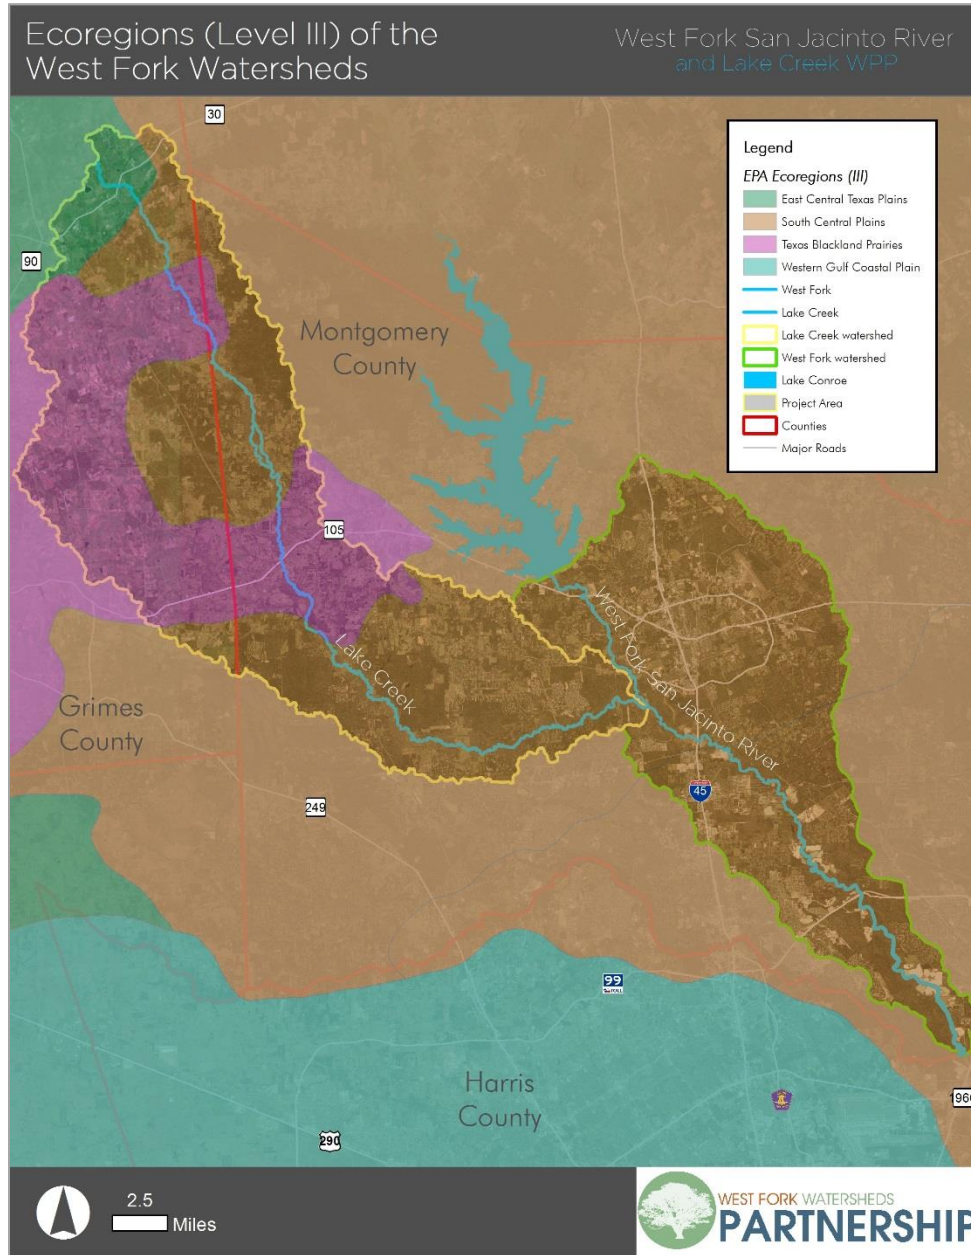 Ecoregions (Level III) of the
West Fork Watersheds
West Fork San Jacinto River
and Lake Creek WPP
30
Legend
EPA Ecoregions (III)
East Central Texas Plains
South Central Plains
Texas Blackland Prairies
Western Gulf Coastal Plain
West Fork
Lake Creek
Lake Creek watershed
West Fork watershed
Lake Conroe
Project Area
Counties
Major Roads
90
Montgomery
County
105
West Fork San Jacinto River
Lake Creek
Grimes
County
45
249
99
Harris
County
290
1960
2.5
Miles
WEST FORK WATERSHEDS
PARTNERSHIP